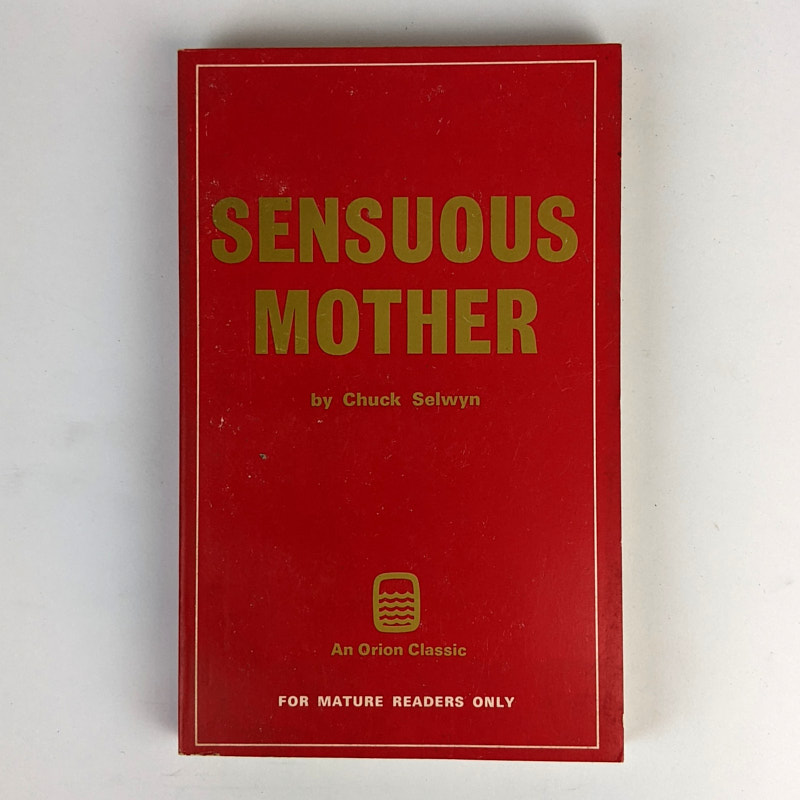 SENSUOUS
MOTHER
by Chuck Selwyn
An Orion Classic
FOR MATURE READERS ONLY